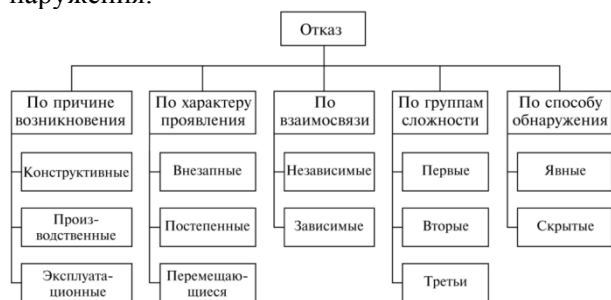 наружения.
Отказ
По причине
возникновения
По характеру
проявления
По
взаимосвязи
По группам
сложности
По способу
обнаружения
Конструктивные
Внезапные
Независимые
Первые
Явные
Произ-
водственные
Постепенные
Зависимые
Вторые
Скрытые
Эксплуата-
ционные
Перемещаю-
щиеся
Третьи